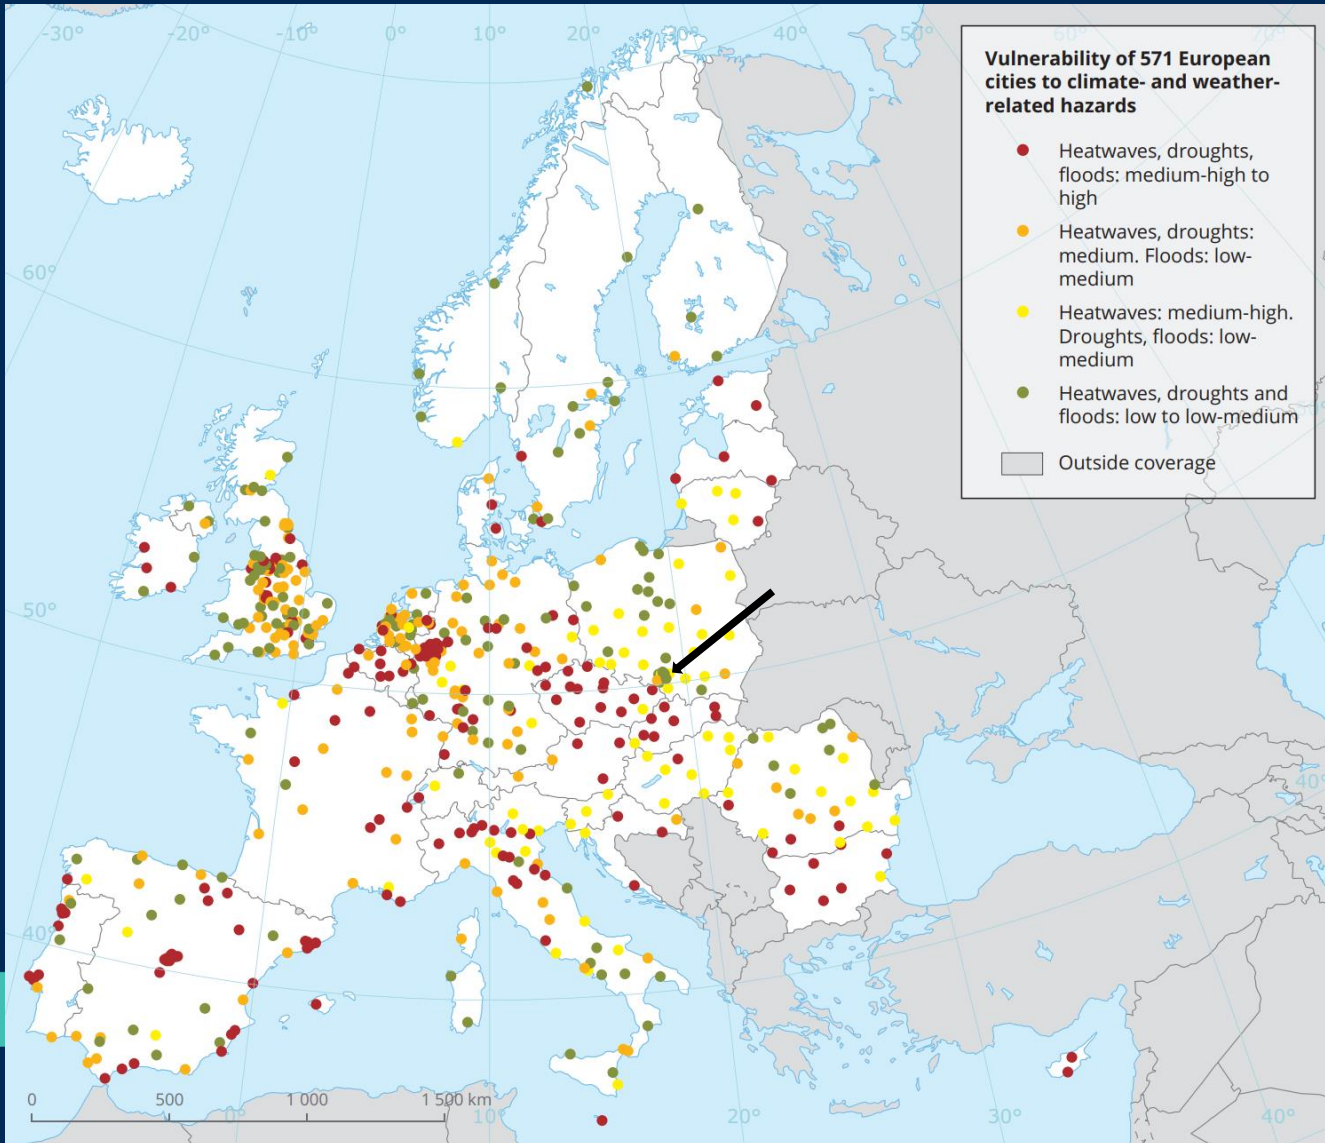 -30°
-20°
-10°
0°
10°
20°
30°
40°
50°
60°
70°
Vulnerability of 571 European
cities to climate- and weather-
related hazards
Heatwaves, droughts,
floods: medium-high to
high
Heatwaves, droughts:
medium. Floods: low-
medium
Heatwaves: medium-high.
Droughts, floods: low-
medium
Heatwaves, droughts and
floods: low to low-medium
Outside coverage
60°
50°
50°
40°
40°
0 500 1 000 1 500 km
0°
10°
20°
30°
40°